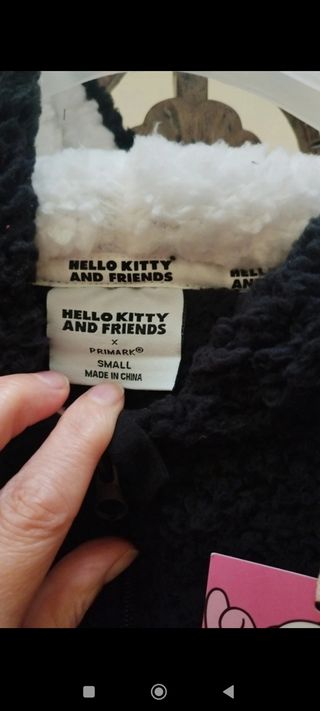 HELLO KITTY®
AND FRIENDS
HELLO KITTY
AND FRIENDS
X
PRIMARK®
SMALL
MADE IN CHINA